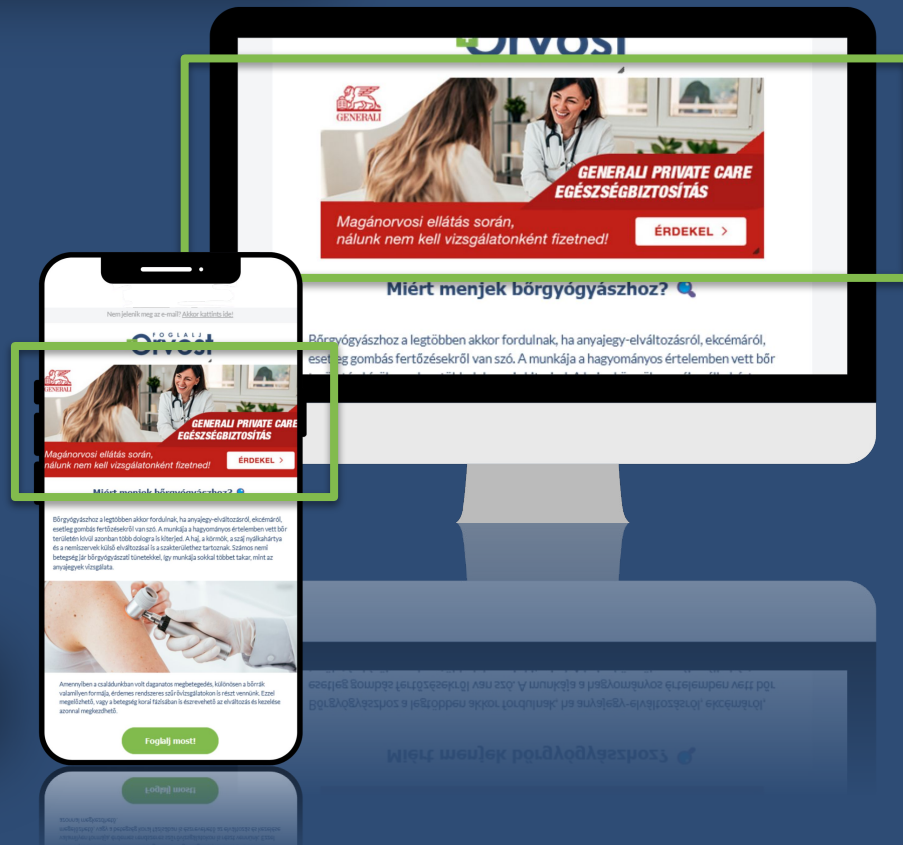 Orvost
GENERALI
GENERALI PRIVATE CARE
EGÉSZSÉGBIZTOSÍTÁS
Magánorvosi ellátás során,
nálunk nem kell vizsgálatonként fizetned!
ÉRDEKEL >
Miért menjek bőrgyógyászhoz?
Bőrgyógyászhoz a legtöbben akkor fordulnak, ha anyajegy-elváltozásról, ekcémáról,
esetleg gombás fertőzésekről van szó. A munkája a hagyományos értelemben vett bőr
Nem jelenik meg az e-mail? Akkor kattints ide!
FOGLALJ
Orvost
GENERALI
GENERALI PRIVATE CARE
EGÉSZSÉGBIZTOSÍTÁS
Magánorvosi ellátás során,
nálunk nem kell vizsgálatonként fizetned!
ÉRDEKEL >
Miért menjek bőrgyógyászhoz?
Bőrgyógyászhoz a legtöbben akkor fordulnak, ha anyajegy-elváltozásról, ekcémáról,
esetleg gombás fertőzésekről van szó. A munkája a hagyományos értelemben vett bőr
területén kívül azonban több dologra is kiterjed. A haj, a körmök, a száj nyálkahártya
és a nemiszervek külső elváltozásai is a szakterülethez tartoznak. Számos nemi
betegség jár bőrgyógyászati tünetekkel, így munkája sokkal többet takar, mint az
anyajegyek vizsgálata.
Amennyiben a családunkban volt daganatos megbetegedés, különösen a bőrrák
valamilyen formája, érdemes rendszeres szűrővizsgálatokon is részt vennünk. Ezzel
megelőzhető, vagy a betegség korai fázisában is észrevehető az elváltozás és kezelése
azonnal megkezdhető.
Foglalj most!